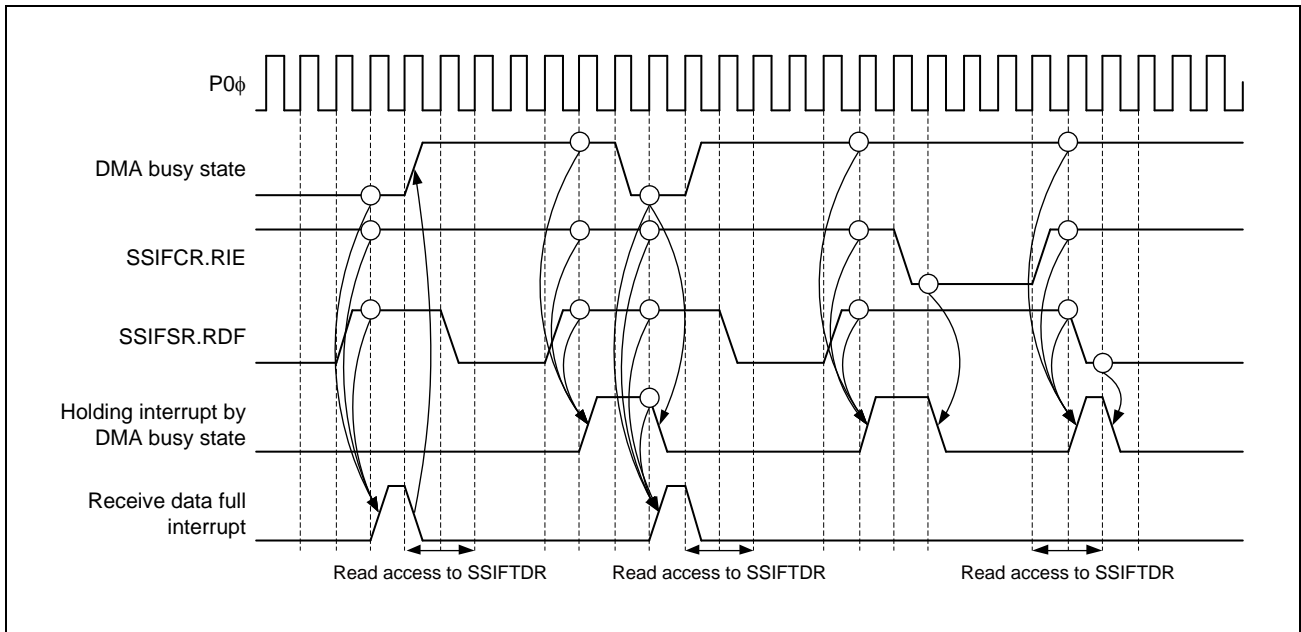 P0ϕ
DMA busy state
SSIFCR.RIE
SSIFSR.RDF
Holding interrupt by
DMA busy state
Receive data full
interrupt
Read access to SSIFTDR
Read access to SSIFTDR
Read access to SSIFTDR